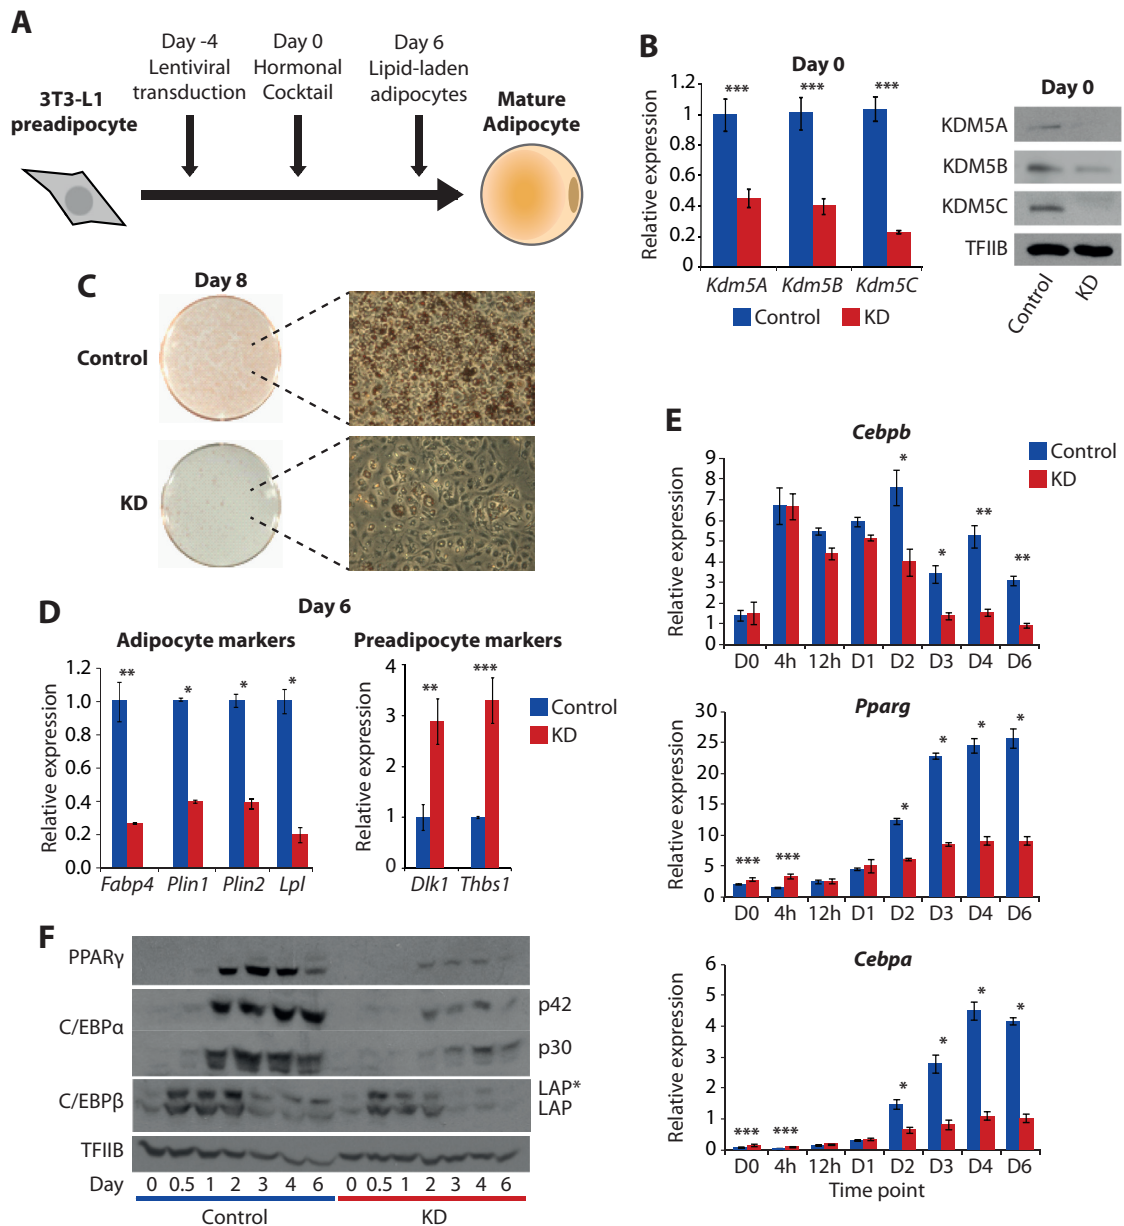 A
3T3-L1
preadipocyte
Day -4
Lentiviral
transduction
Day 0
Hormonal
Cocktail
Day 6
Lipid-laden
adipocytes
Mature
Adipocyte
B
Day 0
Relative expression
1.2
1
0.8
0.6
0.4
0.2
0
***
***
***
Kdm5A
Kdm5B
Kdm5C
Control
KD
Day 0
KDM5A
KDM5B
KDM5C
TFIIB
Control
KD
C
Day 8
Control
KD
D
Day 6
Adipocyte markers
Relative expression
1.2
1.0
0.8
0.6
0.4
0.2
0.0
**
*
*
*
Fabp4
Plin1
Plin2
Lpl
Preadipocyte markers
Relative expression
4
3
2
1
0
**
***
Dlk1
Thbs1
Control
KD
E
Cebpb
Relative expression
9
8
7
6
5
4
3
2
1
0
*
*
**
**
D0
4h
12h
D1
D2
D3
D4
D6
Control
KD
Pparg
Relative expression
30
25
20
15
10
5
0
***
***
*
*
*
*
D0
4h
12h
D1
D2
D3
D4
D6
Cebpa
Relative expression
6
5
4
3
2
1
0
***
***
*
*
*
*
D0
4h
12h
D1
D2
D3
D4
D6
Time point
F
PPARγ
C/EBPα
p42
p30
C/EBPβ
LAP*
LAP
TFIIB
Day
0 0.5 1 2 3 4 6 0 0.5 1 2 3 4 6
Control
KD